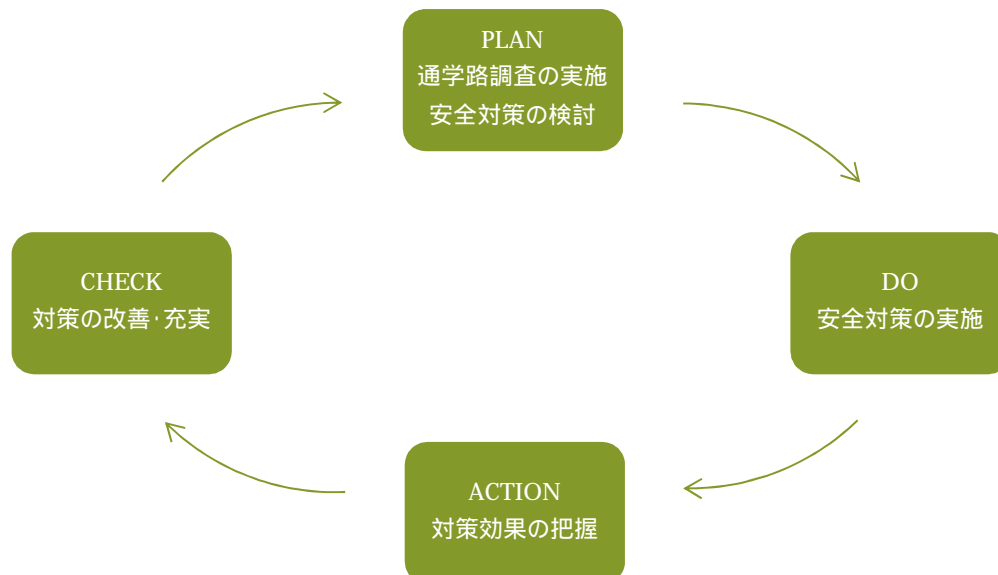 PLAN
通学路調査の実施
安全対策の検討
DO
安全対策の実施
ACTION
対策効果の把握
CHECK
対策の改善･充実